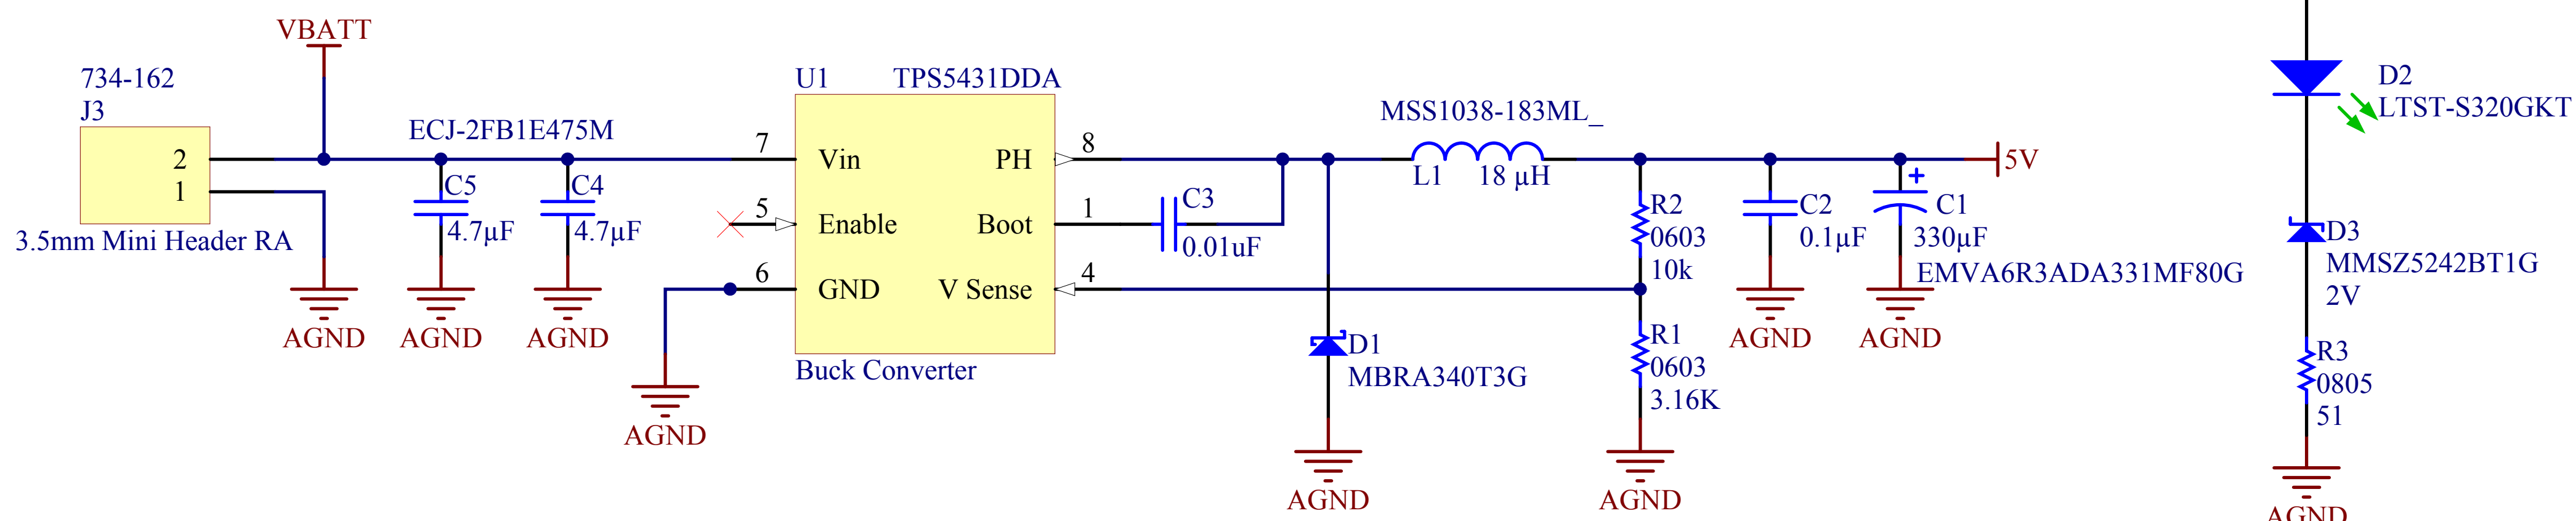 VBATT
734-162
J3
2
1
3.5mm Mini Header RA
AGND
ECJ-2FB1E475M
C5
4.7µF
AGND
C4
4.7µF
AGND
U1
TPS5431DDA
7
Vin
5
Enable
6
GND
PH
8
Boot
1
V Sense
4
Buck Converter
AGND
C3
0.01uF
D1
MBRA340T3G
AGND
MSS1038-183ML_
L1
18 µH
R2
0603
10k
R1
0603
3.16K
AGND
C2
0.1µF
AGND
+
C1
330µF
EMVA6R3ADA331MF80G
AGND
5V
D2
LTST-S320GKT
D3
MMSZ5242BT1G
2V
R3
0805
51
AGND